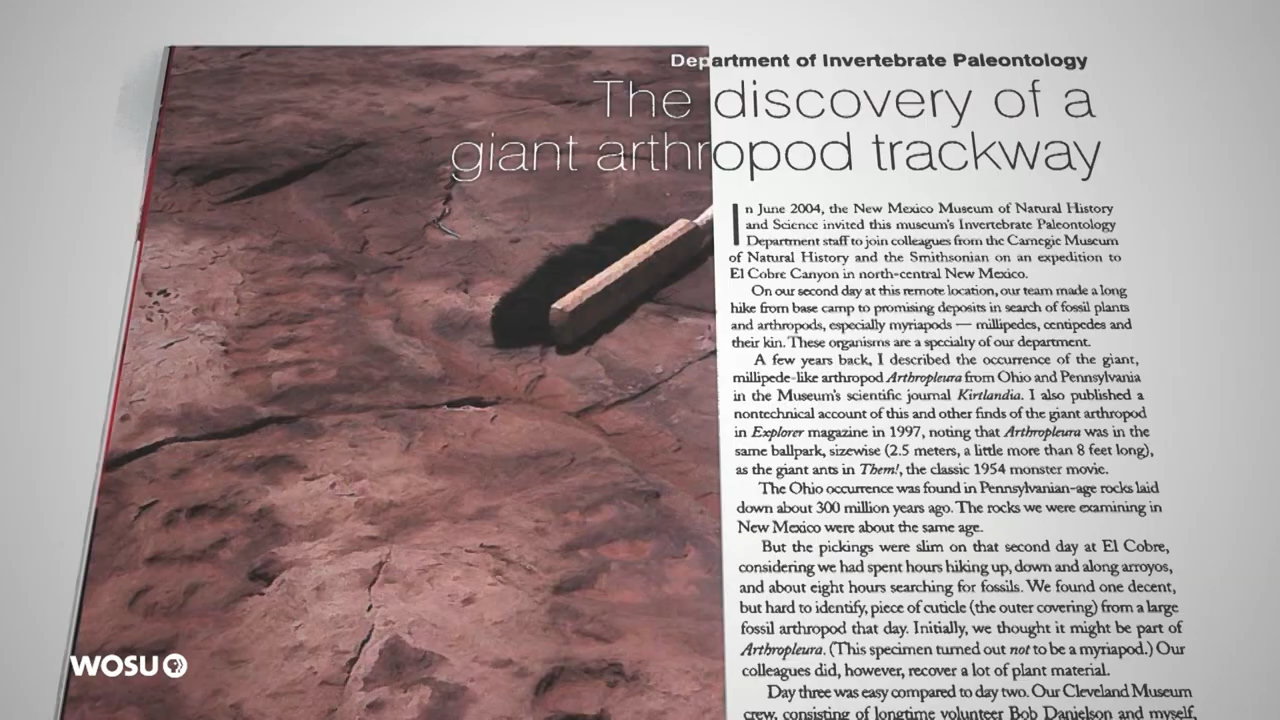 Department of Invertebrate Paleontology
The discovery of a
giant arthropod trackway
In June 2004, the New Mexico Museum of Natural History
and Science invited this museum's Invertebrate Paleontology
Department staff to join colleagues from the Carnegie Museum
of Natural History and the Smithsonian on an expedition to
El Cobre Canyon in north-central New Mexico.
On our second day at this remote location, our team made a long
hike from base camp to promising deposits in search of fossil plants
and arthropods, especially myriapods — millipedes, centipedes and
their kin. These organisms are a specialty of our department.
A few years back, I described the occurrence of the giant,
millipede-like arthropod Arthropleura from Ohio and Pennsylvania
in the Museum's scientific journal Kirtlandia. I also published a
nontechnical account of this and other finds of the giant arthropod
in Explorer magazine in 1997, noting that Arthropleura was in the
same ballpark, sizewise (2.5 meters, a little more than 8 feet long),
as the giant ants in Them!, the classic 1954 monster movie.
The Ohio occurrence was found in Pennsylvanian-age rocks laid
down about 300 million years ago. The rocks we were examining in
New Mexico were about the same age.
But the pickings were slim on that second day at El Cobre,
considering we had spent hours hiking up, down and along arroyos,
and about eight hours searching for fossils. We found one decent,
but hard to identify, piece of cuticle (the outer covering) from a large
fossil arthropod that day. Initially, we thought it might be part of
Arthropleura. (This specimen turned out not to be a myriapod.) Our
colleagues did, however, recover a lot of plant material.
Day three was easy compared to day two. Our Cleveland Museum
crew, consisting of longtime volunteer Bob Danielson and myself,
WOSU